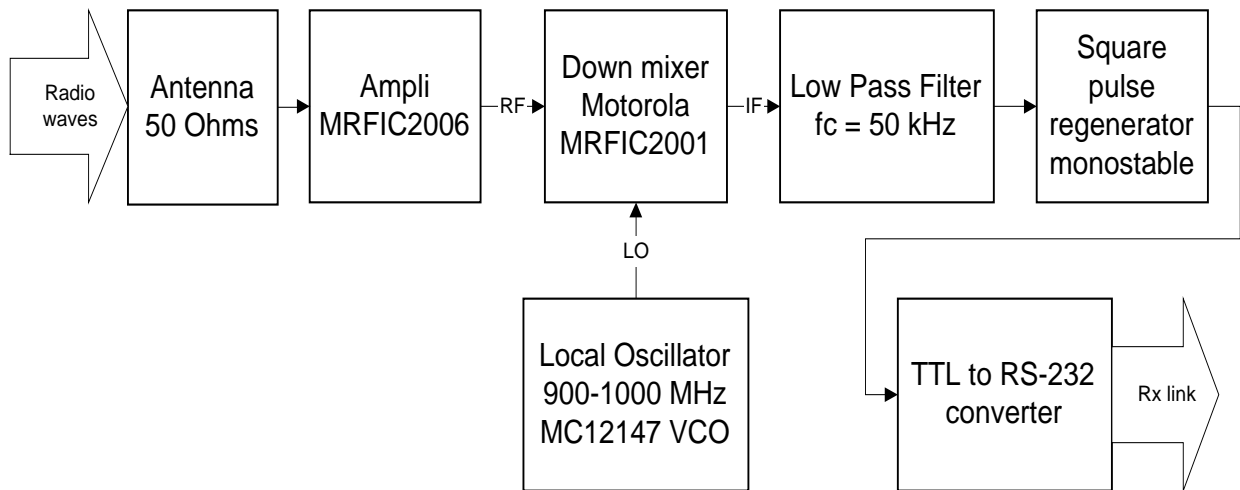 Radio
waves
Antenna
50 Ohms
Ampli
MRFIC2006
RF
Down mixer
Motorola
MRFIC2001
IF
Low Pass Filter
fc = 50 kHz
Square
pulse
regenerator
monostable
LO
Local Oscillator
900-1000 MHz
MC12147 VCO
TTL to RS-232
converter
Rx link